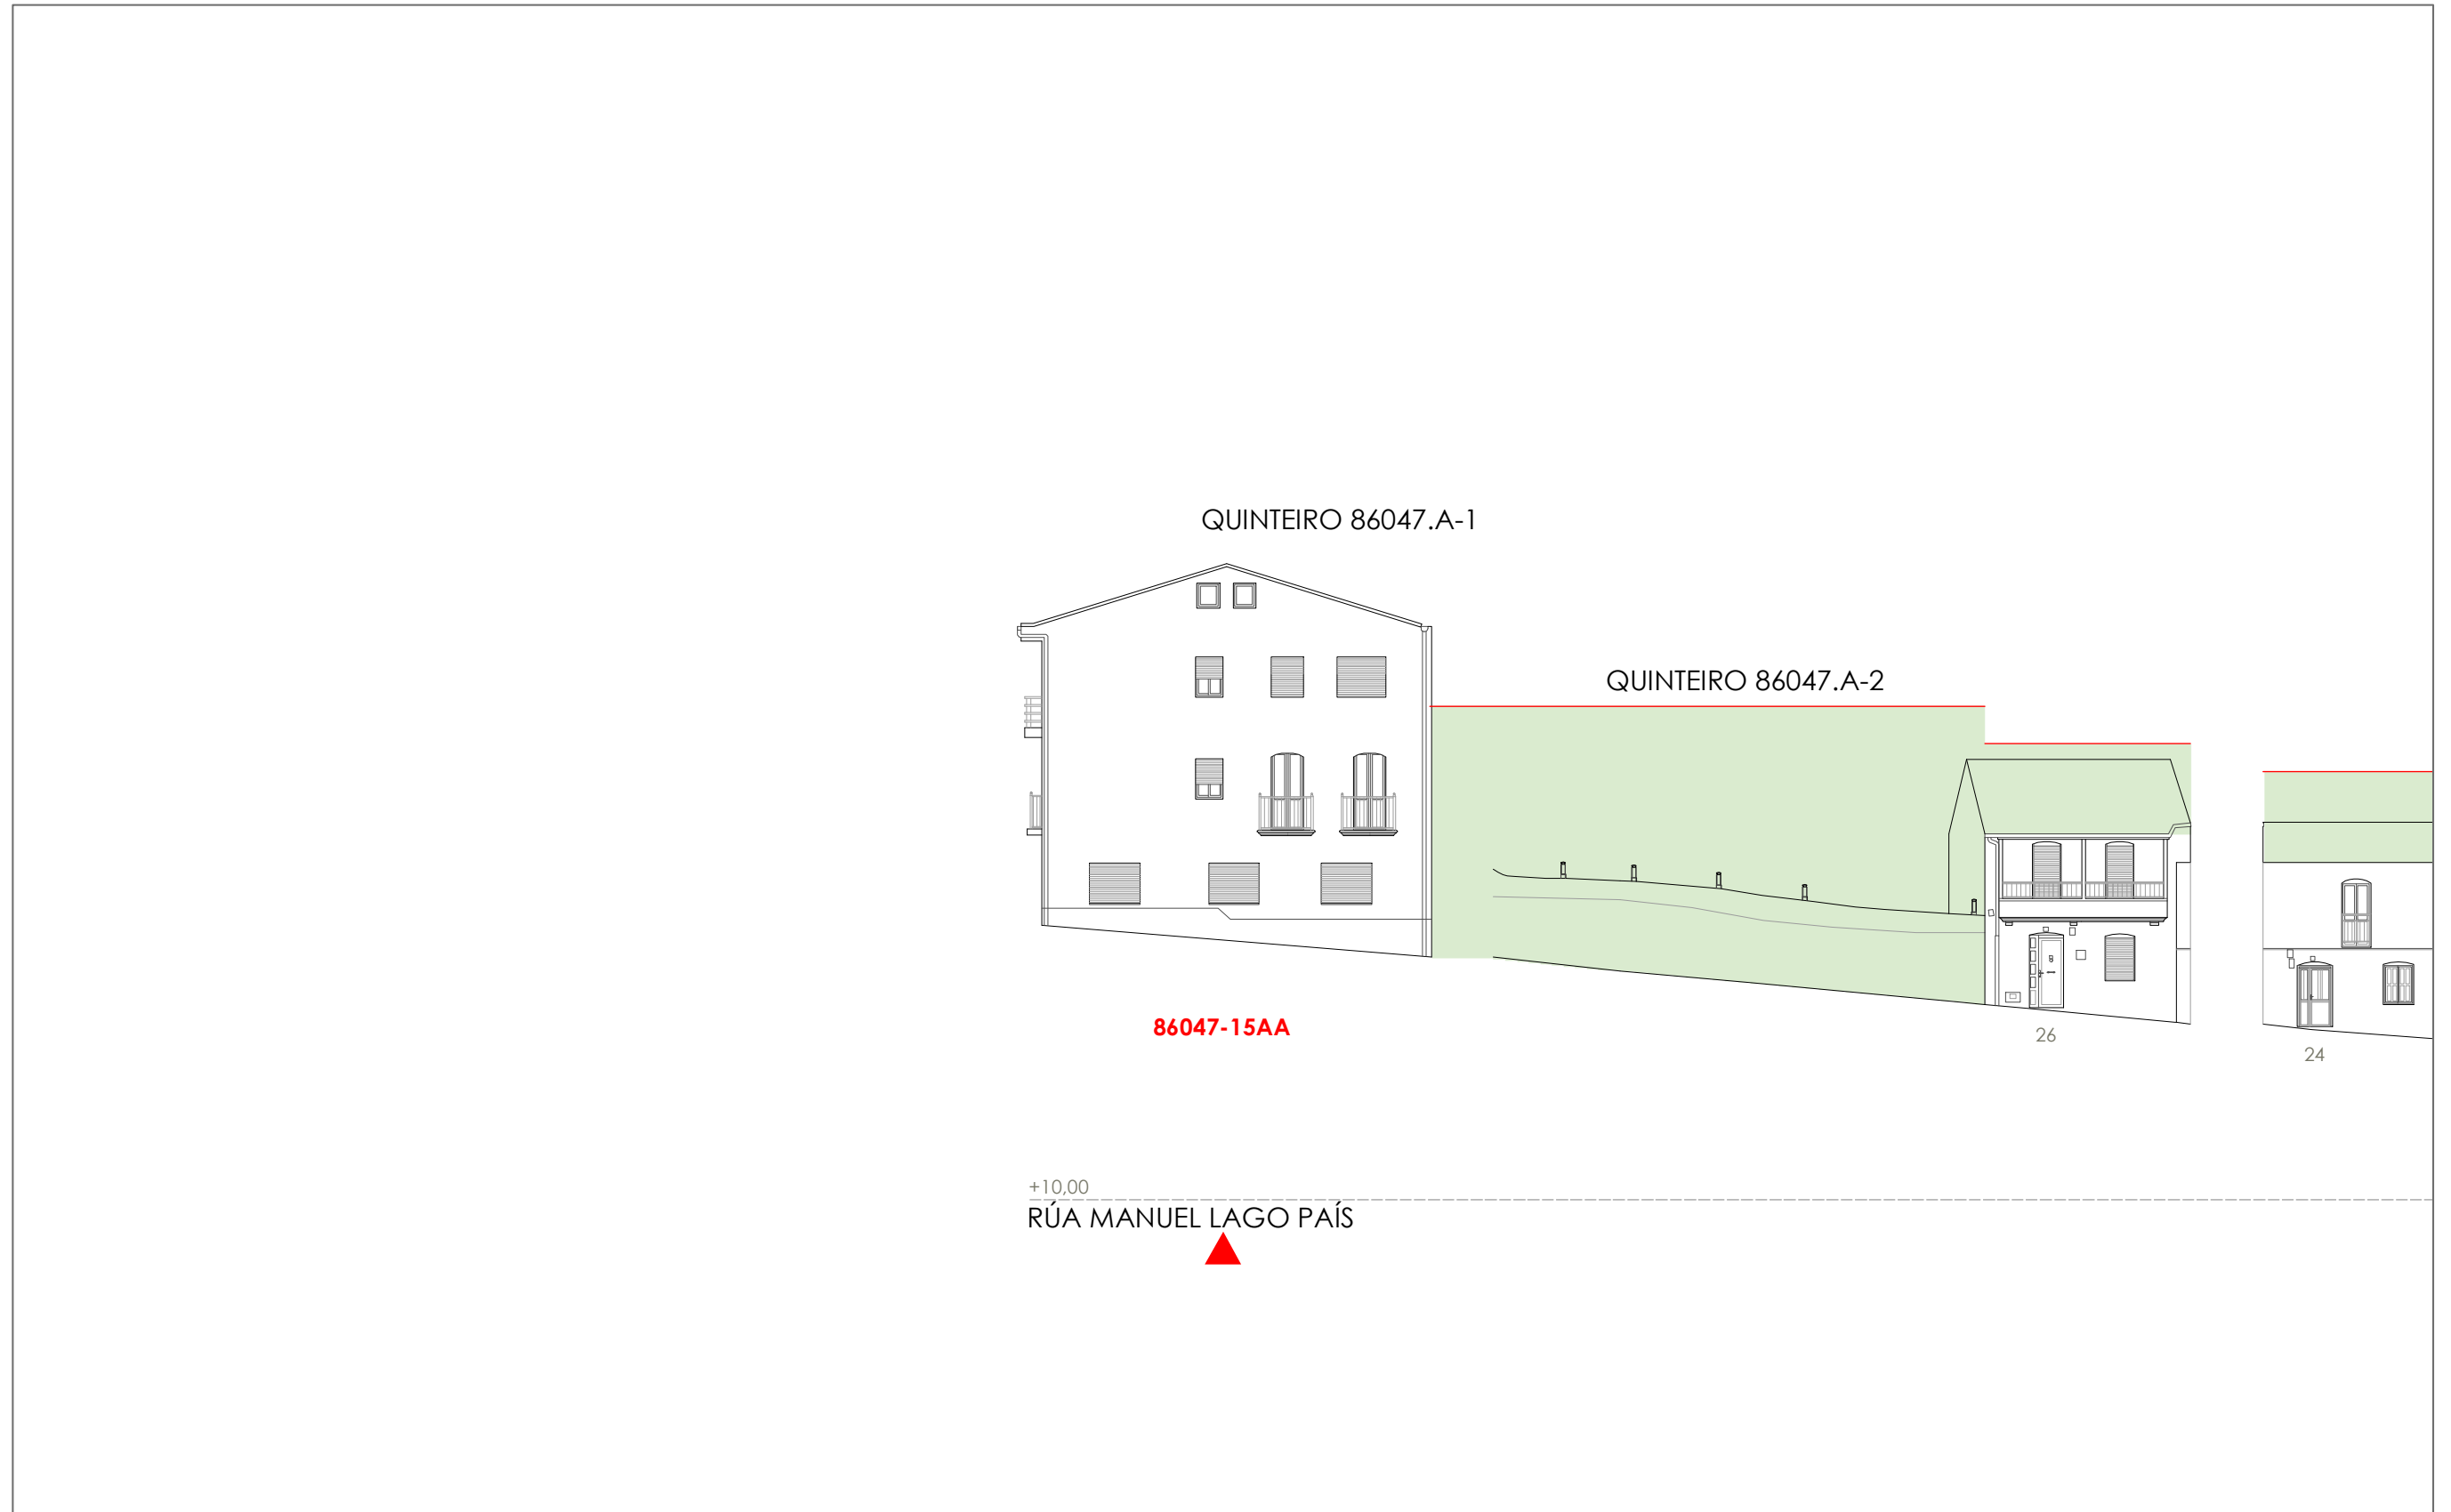 QUINTEIRO 86047.A-1
QUINTEIRO 86047.A-2
86047-15AA
26
24
+10,00
RÚA MANUEL LAGO PAÍS